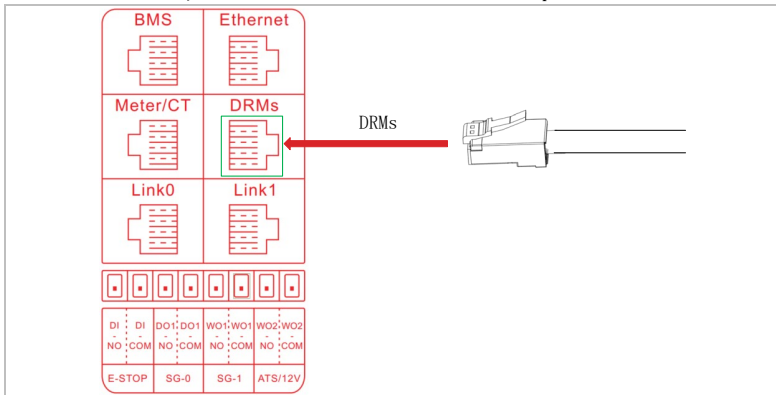 BMS Ethernet
Meter/CT DRMs
DRMs
Link0 Link1
DI DI DO1 DO1 WO1 WO1 WO2 WO2
- - - - - - - -
NO COM NO COM NO COM NO COM
E-STOP SG-0 SG-1 ATS/12V